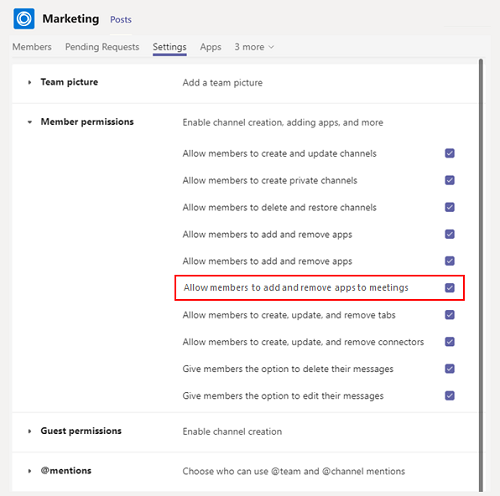 Marketing Posts
Members Pending Requests Settings Apps 3 more
Team picture Add a team picture
Member permissions Enable channel creation, adding apps, and more
Allow members to create and update channels
Allow members to create private channels
Allow members to delete and restore channels
Allow members to add and remove apps
Allow members to add and remove apps
Allow members to add and remove apps to meetings
Allow members to create, update, and remove tabs
Allow members to create, update, and remove connectors
Give members the option to delete their messages
Give members the option to edit their messages
Guest permissions Enable channel creation
@mentions Choose who can use @team and @channel mentions